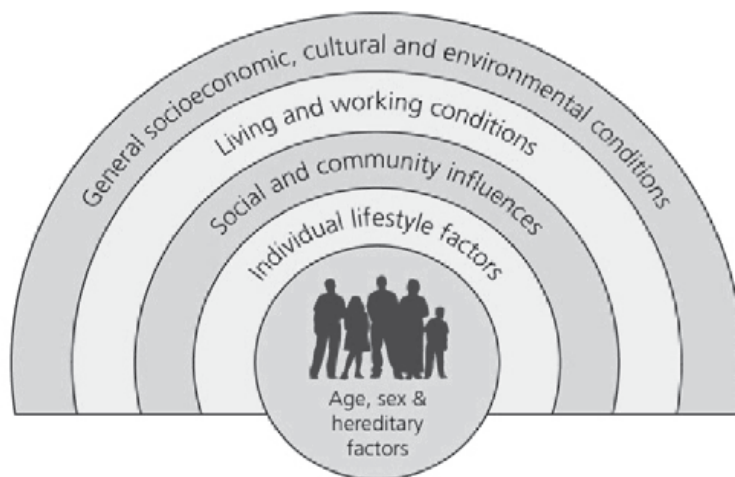 General socioeconomic, cultural and environmental conditions
Living and working conditions
Social and community influences
Individual lifestyle factors
Age, sex &
hereditary
factors